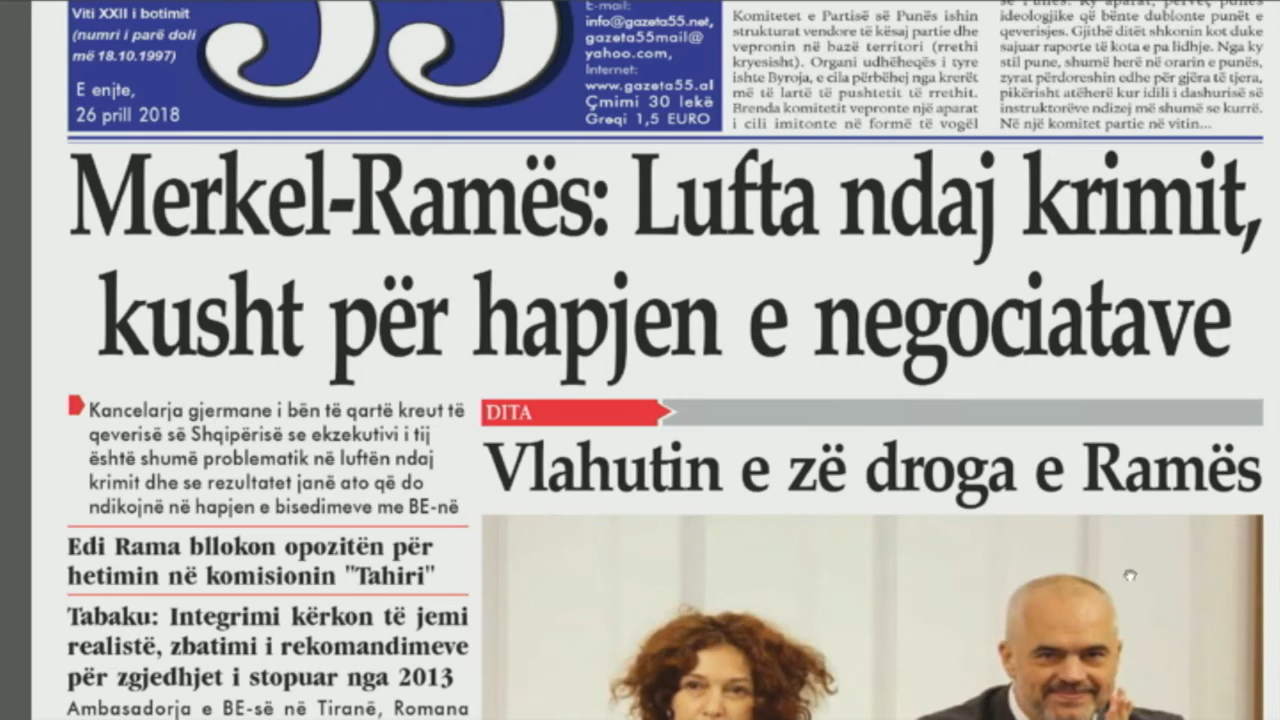 Viti XXII i botimit
(numri i parë doli
më 18.10.1997)
E enjte,
26 prill 2018
55
E-mail:
info@gazeta55.net,
gazeta55mail@
yahoo.com,
Internet:
www.gazeta55.al
Çmimi 30 lekë
Greqi 1,5 EURO
Komitetet e Partisë së Punës ishin
strukturat vendore të kësaj partie dhe
vepronin në bazë territori (rrethi
kryesisht). Organi udhëheqës i tyre
ishte Byroja, e cila përbëhej nga krerët
më të lartë të pushtetit të rrethit.
Brenda komitetit vepronte një aparat
i cili imitonte në formë të vogël
ideologjike që bënte dublonte punët e
qeverisjes. Gjithë ditët shkonin kot duke
sajuar raporte të kota e pa lidhje. Nga ky
stil pune, shumë herë në orarin e punës,
zyrat përdoreshin edhe për gjëra të tjera,
pikërisht atëherë kur idili i dashurisë së
instruktorëve ndizej më shumë se kurrë.
Në një komitet partie në vitin...
Merkel-Ramës: Lufta ndaj krimit,
kusht për hapjen e negociatave
Kancelarja gjermane i bën të qartë kreut të
qeverisë së Shqipërisë se ekzekutivi i tij
është shumë problematik në luftën ndaj
krimit dhe se rezultatet janë ato që do
ndikojnë në hapjen e bisedimeve me BE-në
Edi Rama bllokon opozitën për
hetimin në komisionin "Tahiri"
Tabaku: Integrimi kërkon të jemi
realistë, zbatimi i rekomandimeve
për zgjedhjet i stopuar nga 2013
Ambasadorja e BE-së në Tiranë, Romana
DITA
Vlahutin e zë droga e Ramës